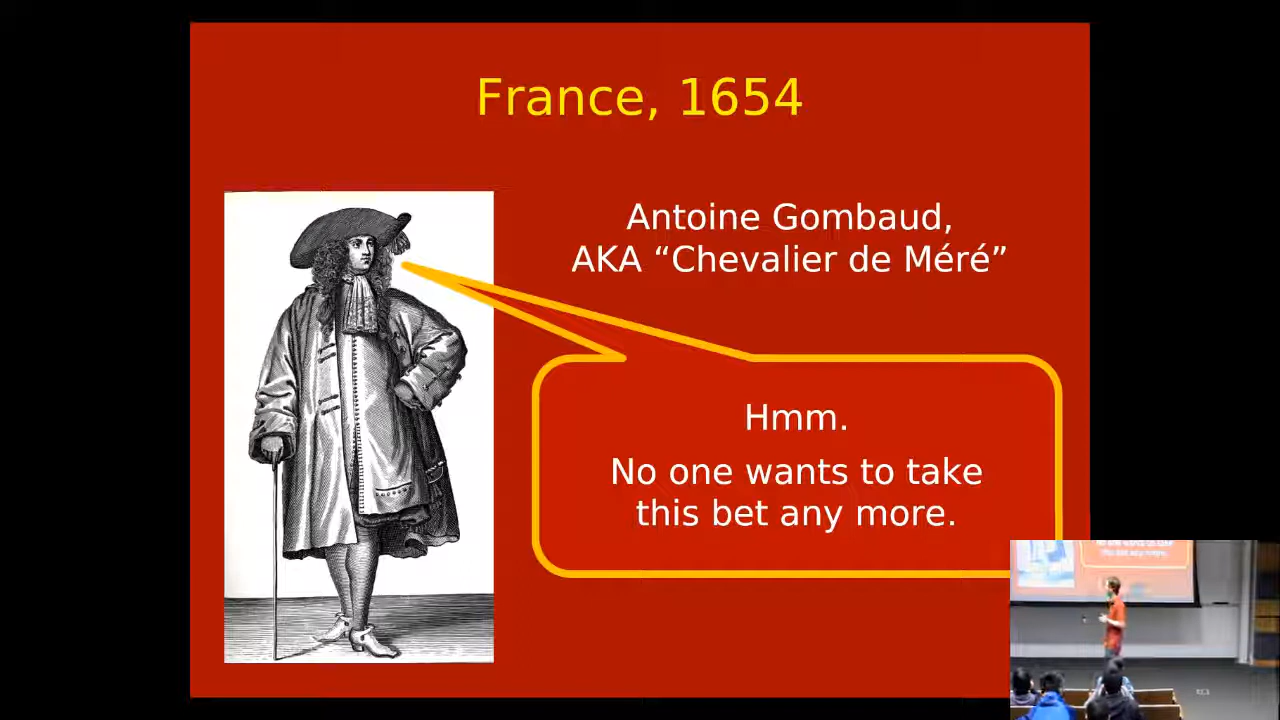 France, 1654
Antoine Gombaud,
AKA “Chevalier de Méré”
Hmm.
No one wants to take
this bet any more.